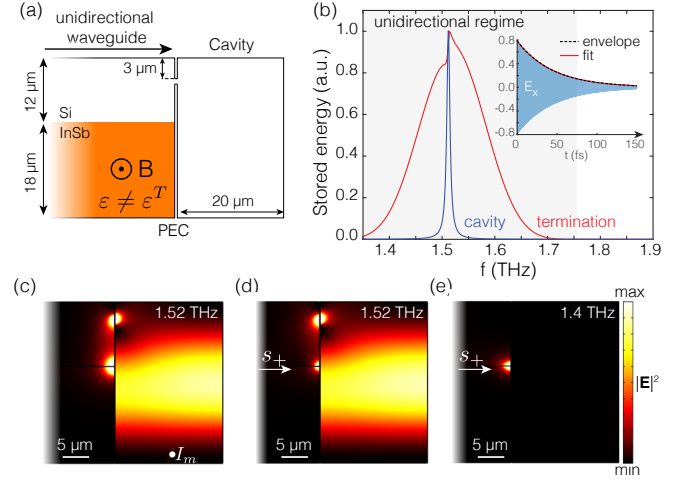 (a)
unidirectional
waveguide
Cavity
3 μm
12 μm
Si
InSb
18 μm
B
ε ≠ ε^T
20 μm
PEC
(b)
unidirectional regime
Stored energy (a.u.)
1.0
0.8
0.6
0.4
0.2
0.0
1.4
1.5
1.6
1.7
1.8
1.9
f (THz)
cavity
termination
envelope
fit
E_x
0.8
0.4
0.0
-0.4
-0.8
0
50
100
150
t (fs)
(c)
1.52 THz
5 μm
I_m
(d)
1.52 THz
s_+
5 μm
(e)
1.4 THz
s_+
5 μm
max
|E|²
min